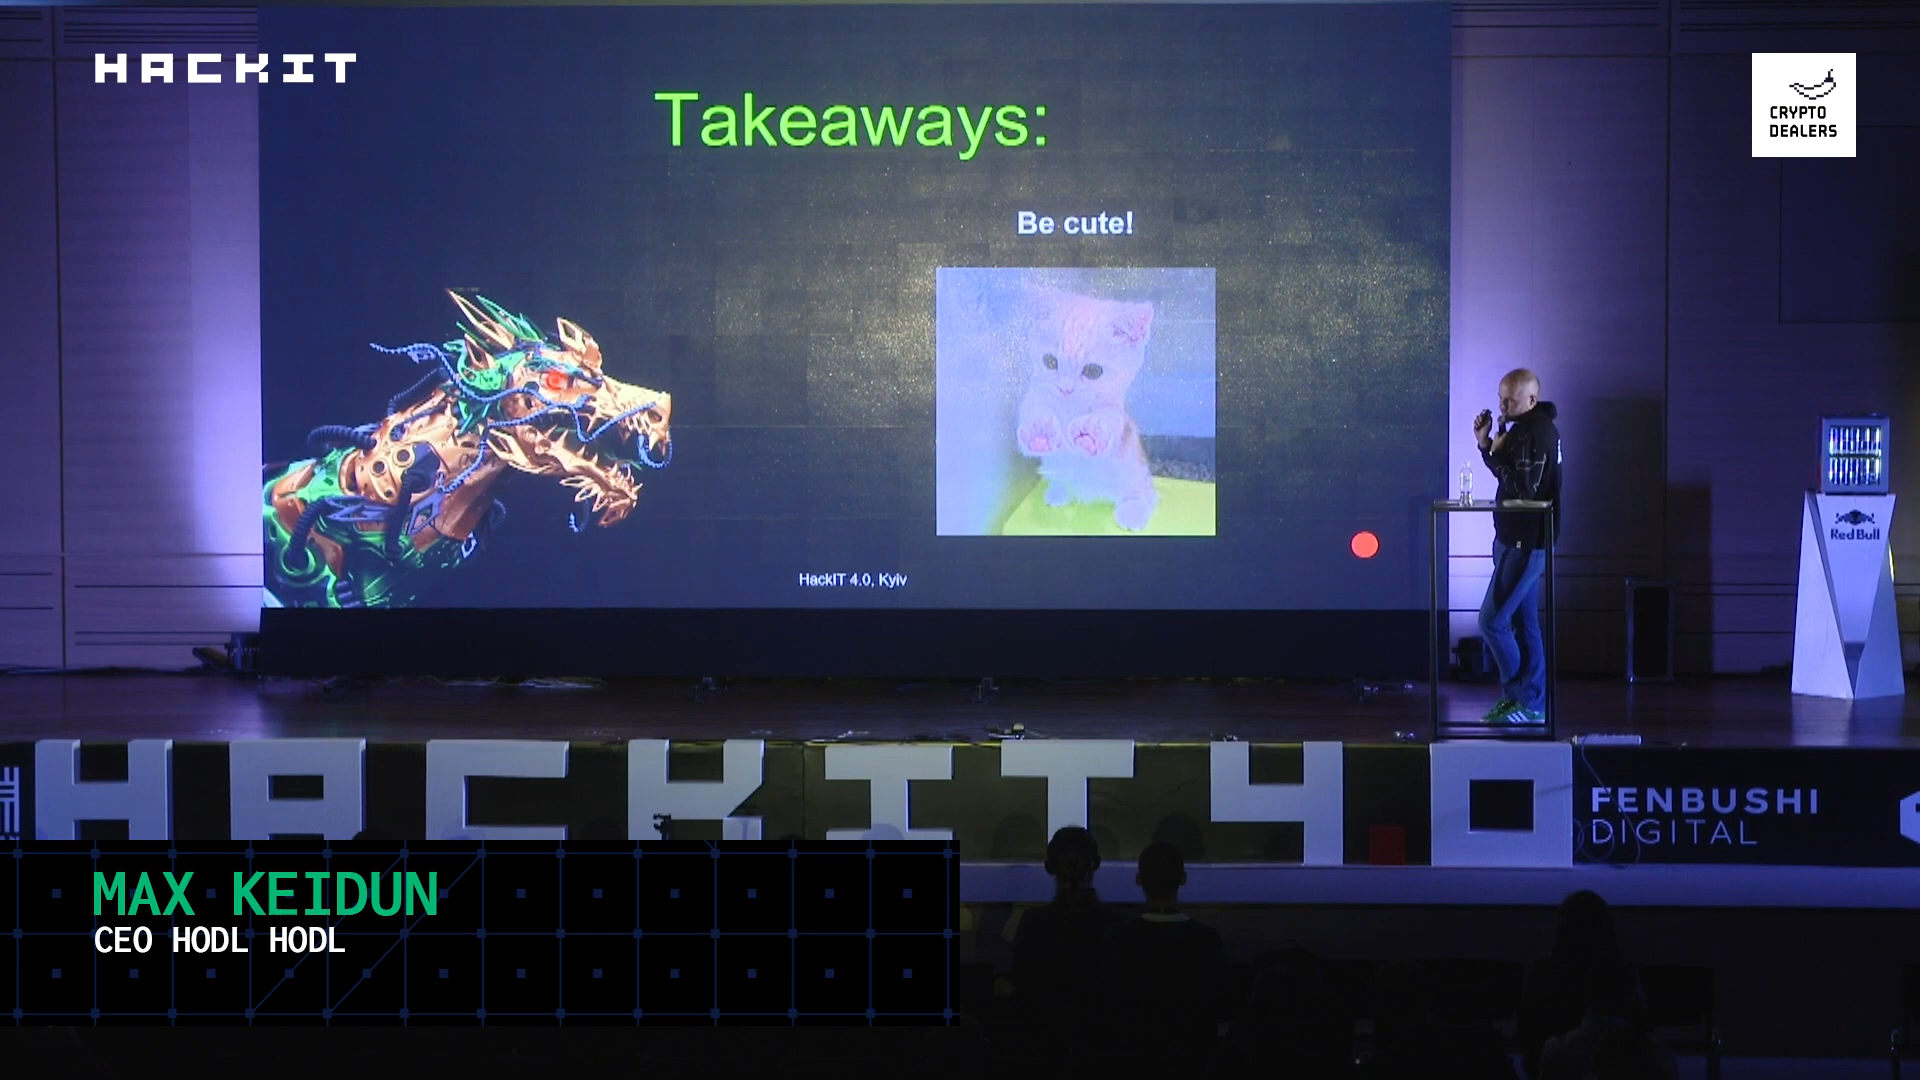 HACKIT
CRYPTO
DEALERS
Takeaways:
Be cute!
HackIT 4.0, Kyiv
Red Bull
HACKIT 4.0
FENBUSHI
DIGITAL
MAX KEIDUN
CEO HODL HODL